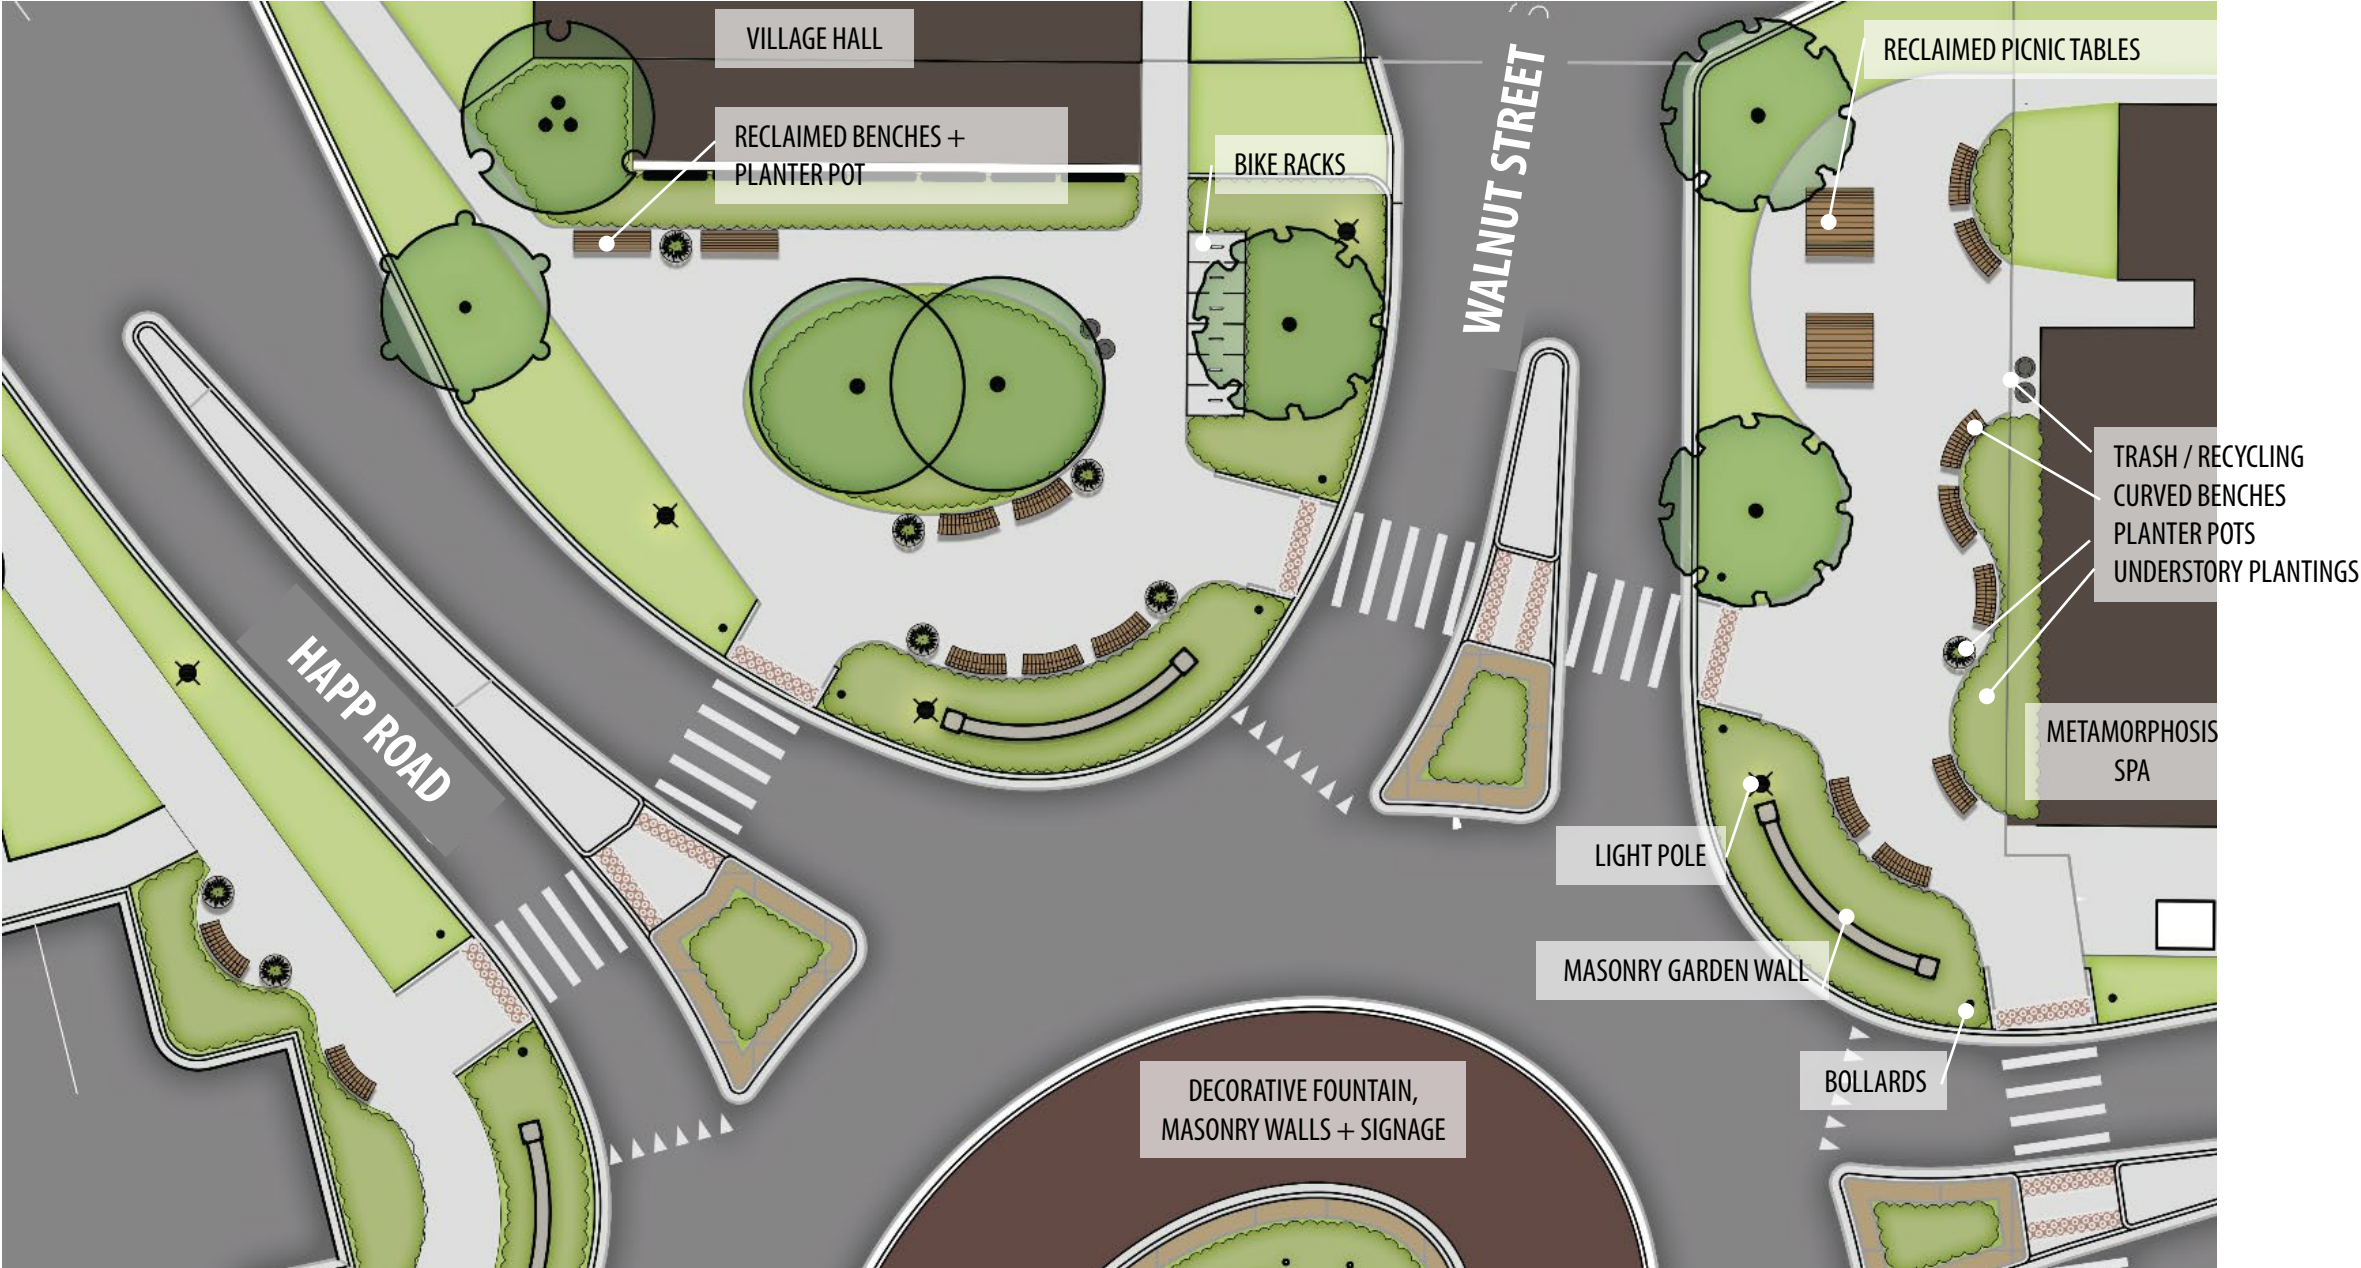 VILLAGE HALL
RECLAIMED BENCHES +
PLANTER POT
BIKE RACKS
WALNUT STREET
RECLAIMED PICNIC TABLES
TRASH / RECYCLING
CURVED BENCHES
PLANTER POTS
UNDERSTORY PLANTINGS
HAPP ROAD
METAMORPHOSIS
SPA
LIGHT POLE
MASONRY GARDEN WALL
BOLLARDS
DECORATIVE FOUNTAIN,
MASONRY WALLS + SIGNAGE